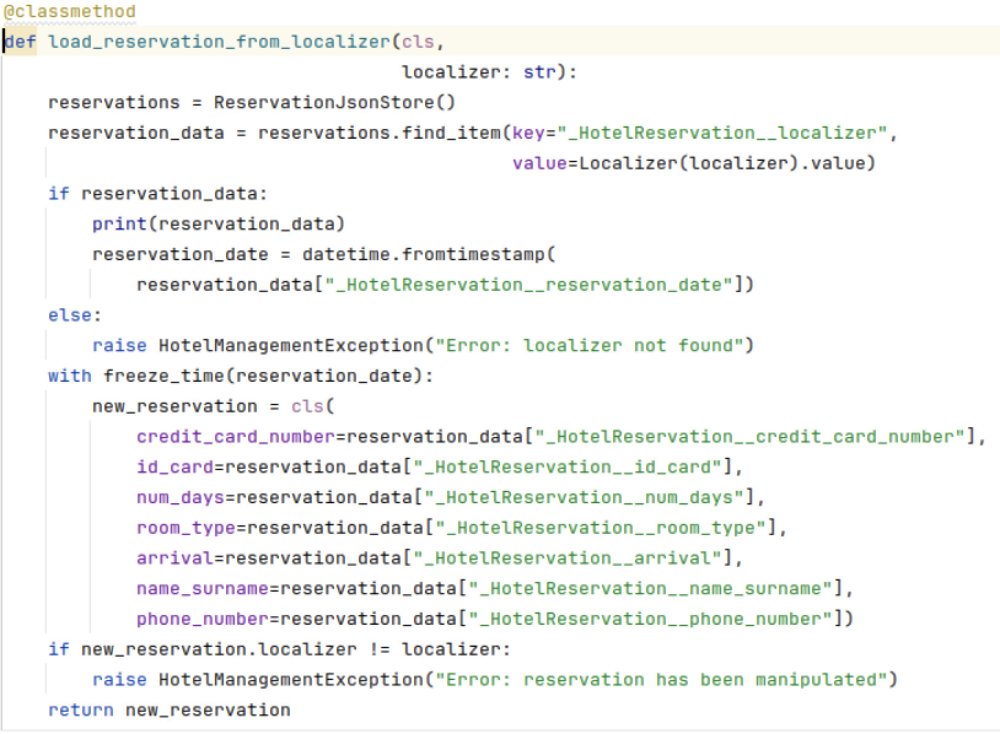 @classmethod
def load_reservation_from_localizer(cls,
                                    localizer: str):
    reservations = ReservationJsonStore()
    reservation_data = reservations.find_item(key="_HotelReservation__localizer",
                                              value=Localizer(localizer).value)
    if reservation_data:
        print(reservation_data)
        reservation_date = datetime.fromtimestamp(
            reservation_data["_HotelReservation__reservation_date"])
    else:
        raise HotelManagementException("Error: localizer not found")
    with freeze_time(reservation_date):
        new_reservation = cls(
            credit_card_number=reservation_data["_HotelReservation__credit_card_number"],
            id_card=reservation_data["_HotelReservation__id_card"],
            num_days=reservation_data["_HotelReservation__num_days"],
            room_type=reservation_data["_HotelReservation__room_type"],
            arrival=reservation_data["_HotelReservation__arrival"],
            name_surname=reservation_data["_HotelReservation__name_surname"],
            phone_number=reservation_data["_HotelReservation__phone_number"])
    if new_reservation.localizer != localizer:
        raise HotelManagementException("Error: reservation has been manipulated")
    return new_reservation